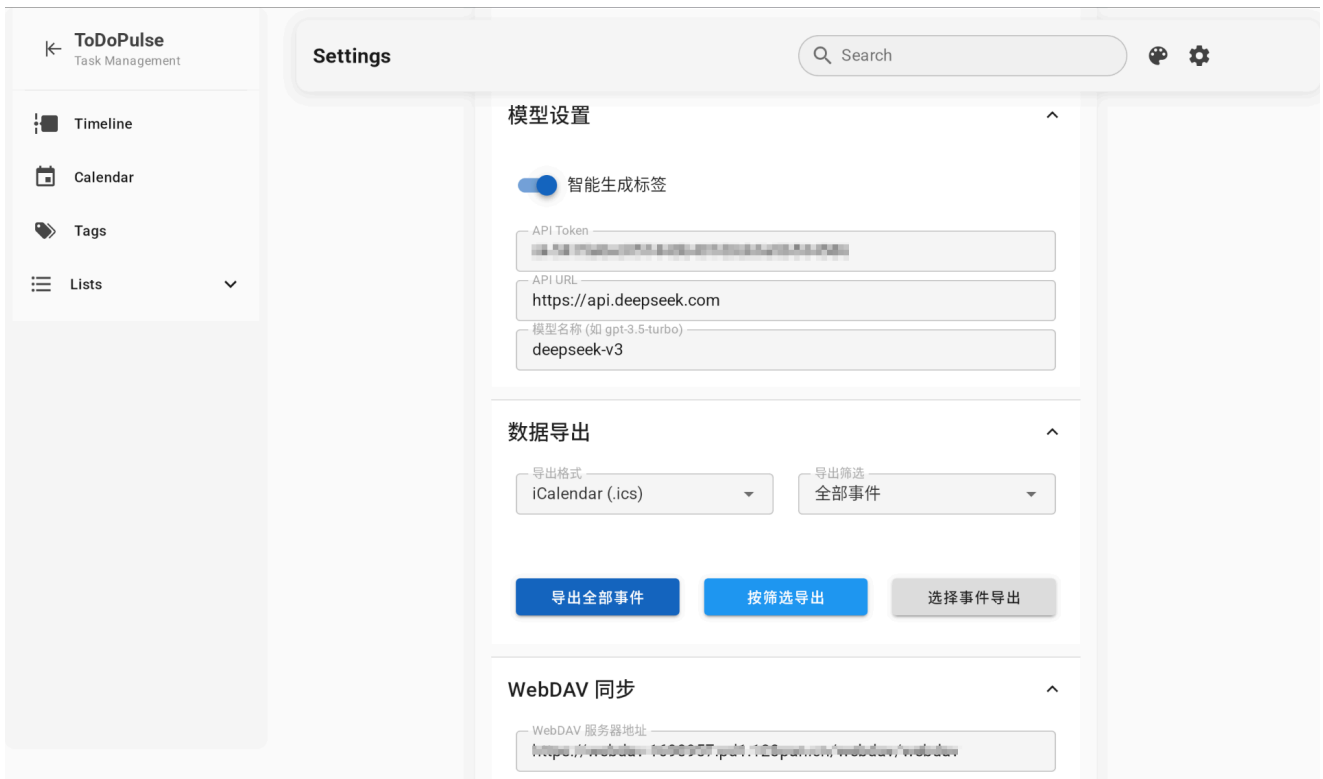 ToDoPulse
Task Management
Timeline
Calendar
Tags
Lists
Settings
Search
模型设置
智能生成标签
API Token
API URL
https://api.deepseek.com
模型名称 (如 gpt-3.5-turbo)
deepseek-v3
数据导出
导出格式
iCalendar (.ics)
导出筛选
全部事件
导出全部事件
按筛选导出
选择事件导出
WebDAV 同步
WebDAV 服务器地址